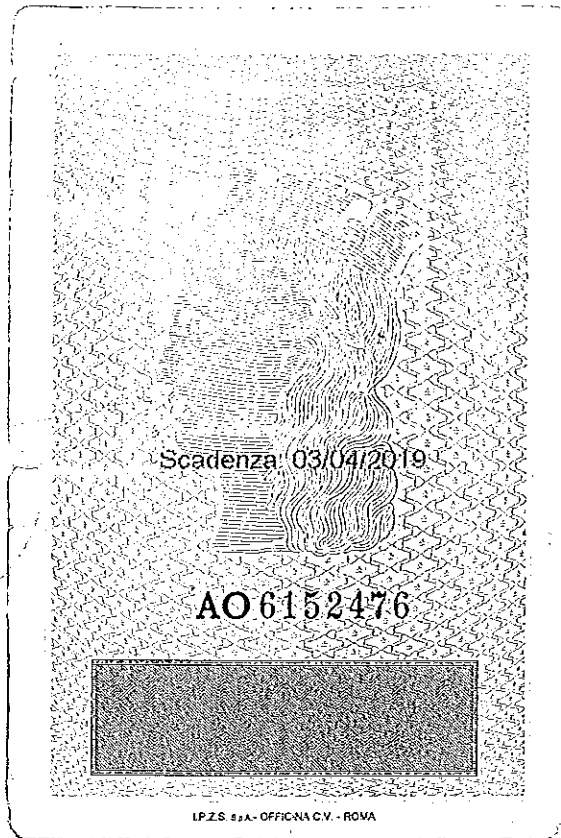 Scadenza: 03/04/2019
AO 6152476
I.P.Z.S. S.p.A. - OFFICINA C.V. - ROMA